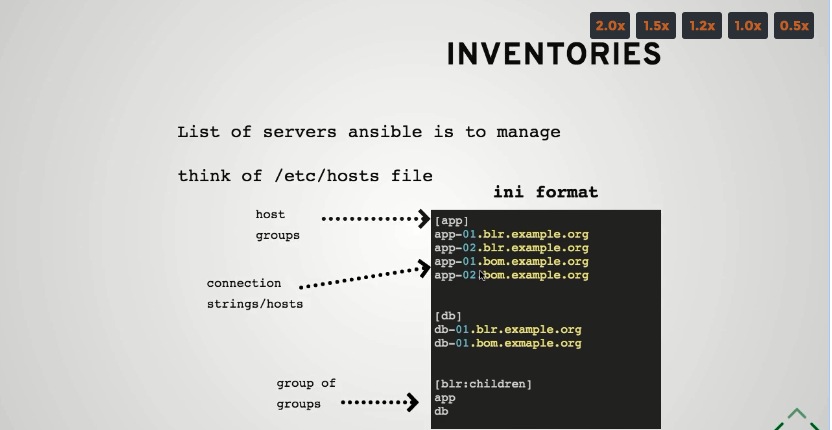 2.0x 1.5x 1.2x 1.0x 0.5x
INVENTORIES
List of servers ansible is to manage
think of /etc/hosts file
ini format
host
groups
connection
strings/hosts
group of
groups
[app]
app-01.blr.example.org
app-02.blr.example.org
app-01.bom.example.org
app-02.bom.example.org
[db]
db-01.blr.example.org
db-01.bom.exmaple.org
[blr:children]
app
db